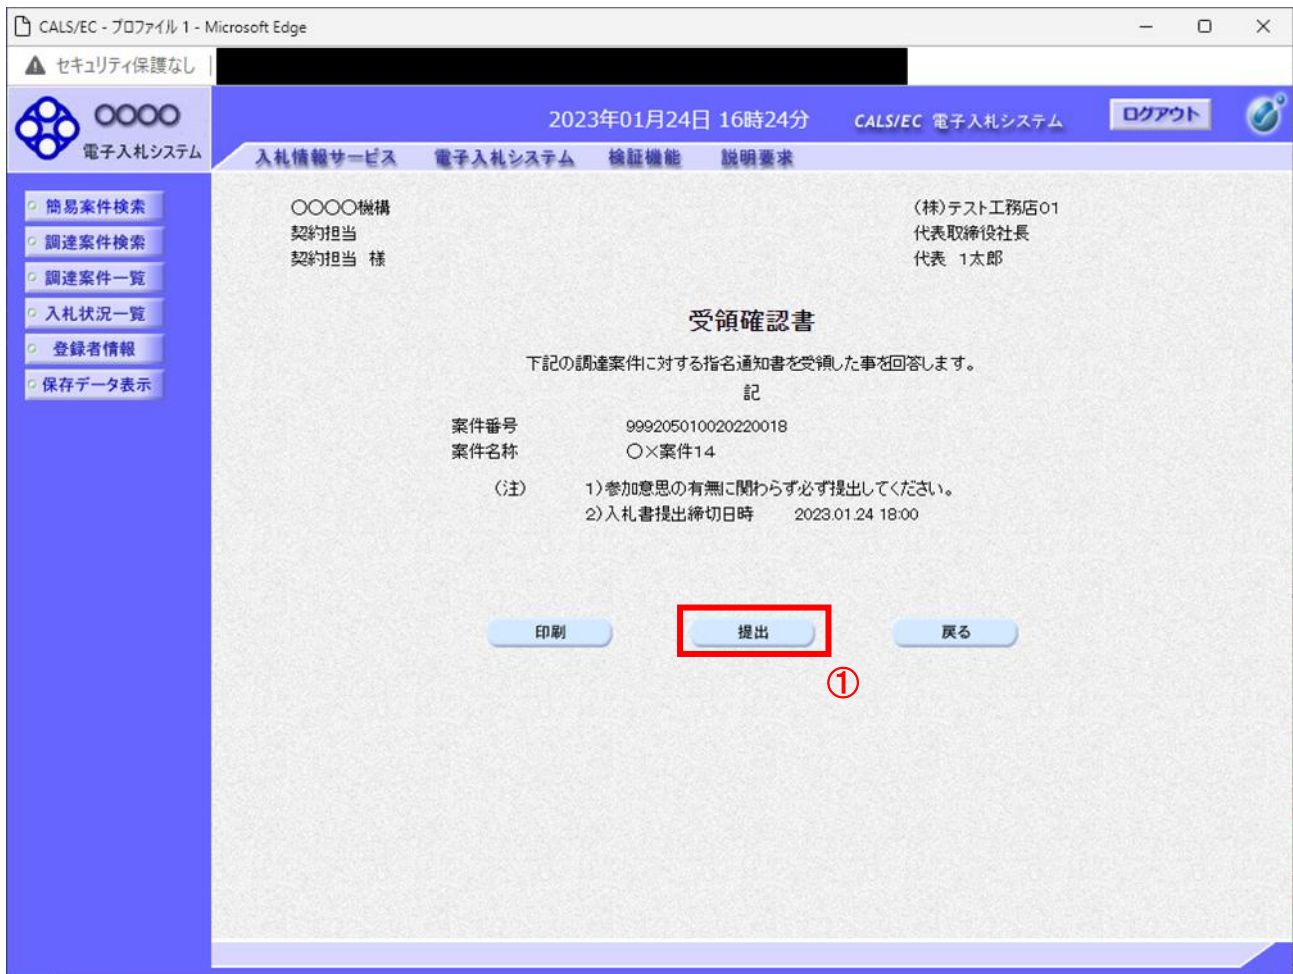 CALS/EC - プロファイル 1 - Microsoft Edge
セキュリティ保護なし
〇〇〇〇
電子入札システム
2023年01月24日 16時24分
CALS/EC 電子入札システム
ログアウト
入札情報サービス 電子入札システム 検証機能 説明要求
簡易案件検索
調達案件検索
調達案件一覧
入札状況一覧
登録者情報
保存データ表示
〇〇〇〇機構
契約担当
契約担当 様
(株)テスト工務店01
代表取締役社長
代表 1太郎
受領確認書
下記の調達案件に対する指名通知書を受領した事を回答します。
記
案件番号 999205010020220018
案件名称 〇×案件14
(注) 1)参加意思の有無に関わらず必ず提出してください。
2)入札書提出締切日時 2023.01.24 18:00
印刷 提出 戻る
①